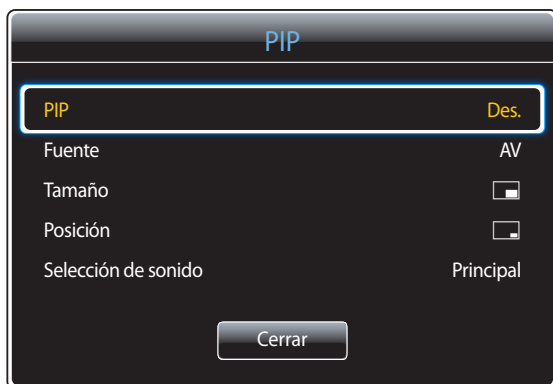 PIP
PIP Des.
Fuente AV
Tamaño
Posición
Selección de sonido Principal
Cerrar